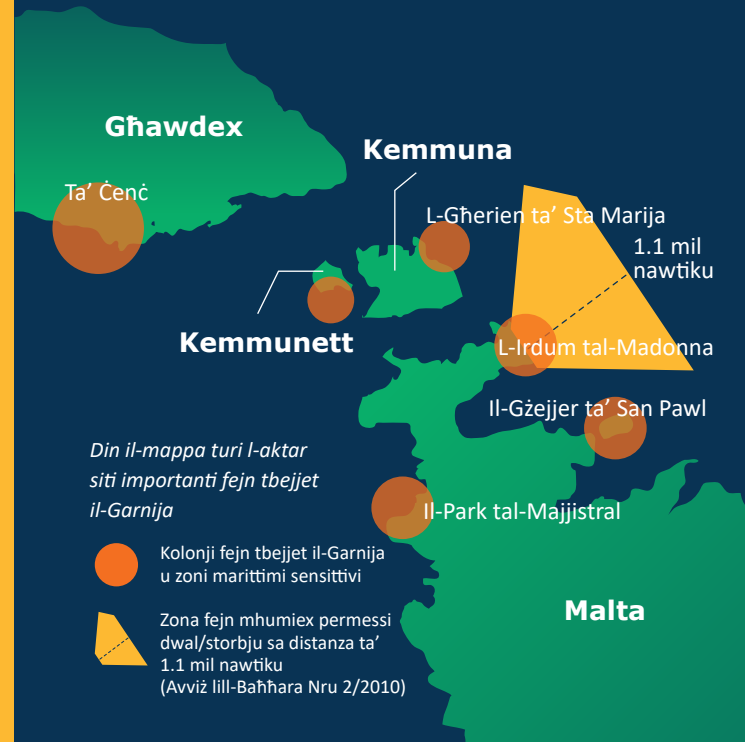 Għawdex
Kemmuna
Ta’ Ċenċ
L-Għerien ta’ Sta Marija
1.1 mil
nawtiku
Kemmunett
L-Irdum tal-Madonna
Il-Gżejjer ta’ San Pawl
Din il-mappa turi l-aktar
siti importanti fejn tbejjet
il-Garnija
Il-Park tal-Majjistral
Kolonji fejn tbejjet il-Garnija
u zoni marittimi sensittivi
Malta
Zona fejn mhumiex permessi
dwal/storbju sa distanza ta’
1.1 mil nawtiku
(Avviż lill-Baħħara Nru 2/2010)